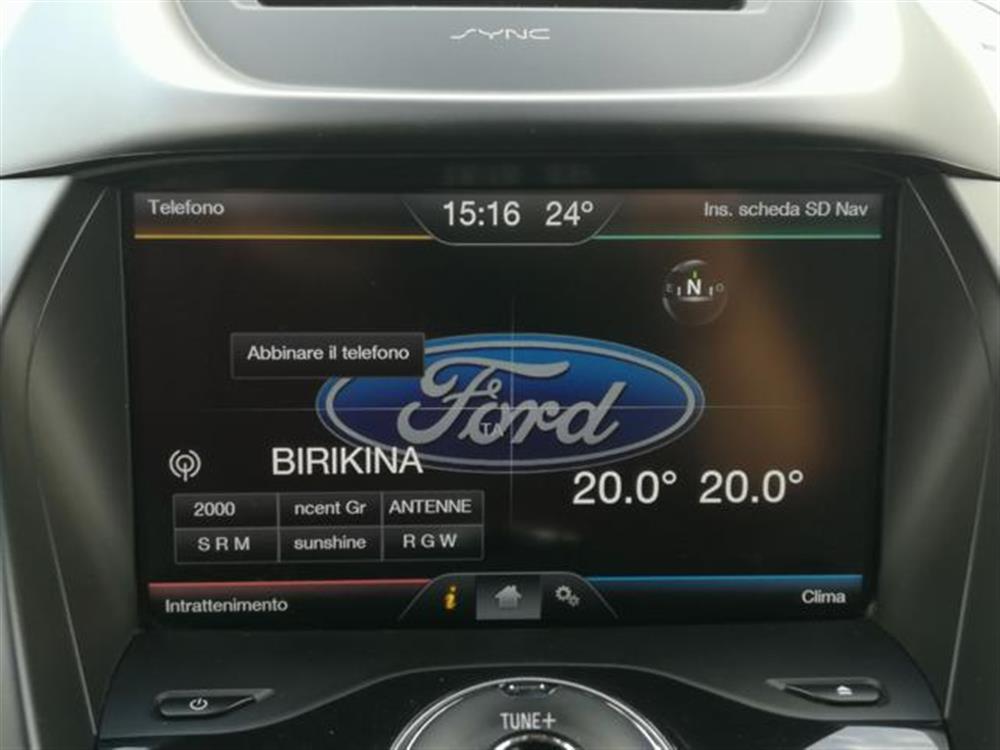 SYNC
Telefono
15:16 24°
Ins. scheda SD Nav
E N O
Abbinare il telefono
Ford
TA
BIRIKINA
20.0° 20.0°
2000 ncent Gr ANTENNE
S R M sunshine R G W
Intrattenimento
i
Clima
TUNE+